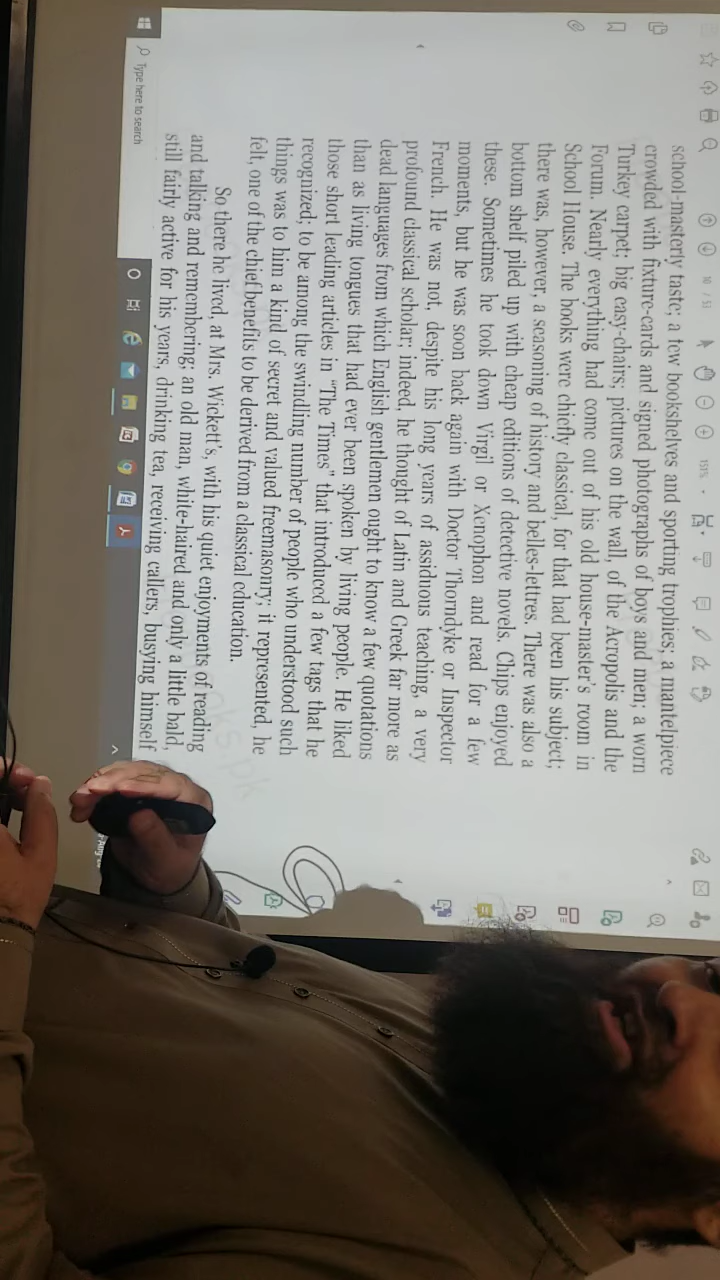 10 / 53
151%
school-masterly taste; a few bookshelves and sporting trophies; a mantelpiece
crowded with fixture-cards and signed photographs of boys and men; a worn
Turkey carpet; big easy-chairs; pictures on the wall, of the Acropolis and the
Forum. Nearly everything had come out of his old house-master's room in
School House. The books were chiefly classical, for that had been his subject;
there was, however, a seasoning of history and belles-lettres. There was also a
bottom shelf piled up with cheap editions of detective novels. Chips enjoyed
these. Sometimes he took down Virgil or Xenophon and read for a few
moments, but he was soon back again with Doctor Thorndyke or Inspector
French. He was not, despite his long years of assiduous teaching, a very
profound classical scholar; indeed, he thought of Latin and Greek far more as
dead languages from which English gentlemen ought to know a few quotations
than as living tongues that had ever been spoken by living people. He liked
those short leading articles in "The Times" that introduced a few tags that he
recognized; to be among the swindling number of people who understood such
things was to him a kind of secret and valued freemasonry; it represented, he
felt, one of the chief benefits to be derived from a classical education.
So there he lived, at Mrs. Wickett's, with his quiet enjoyments of reading
and talking and remembering; an old man, white-haired and only a little bald,
still fairly active for his years, drinking tea, receiving callers, busying himself
Type here to search